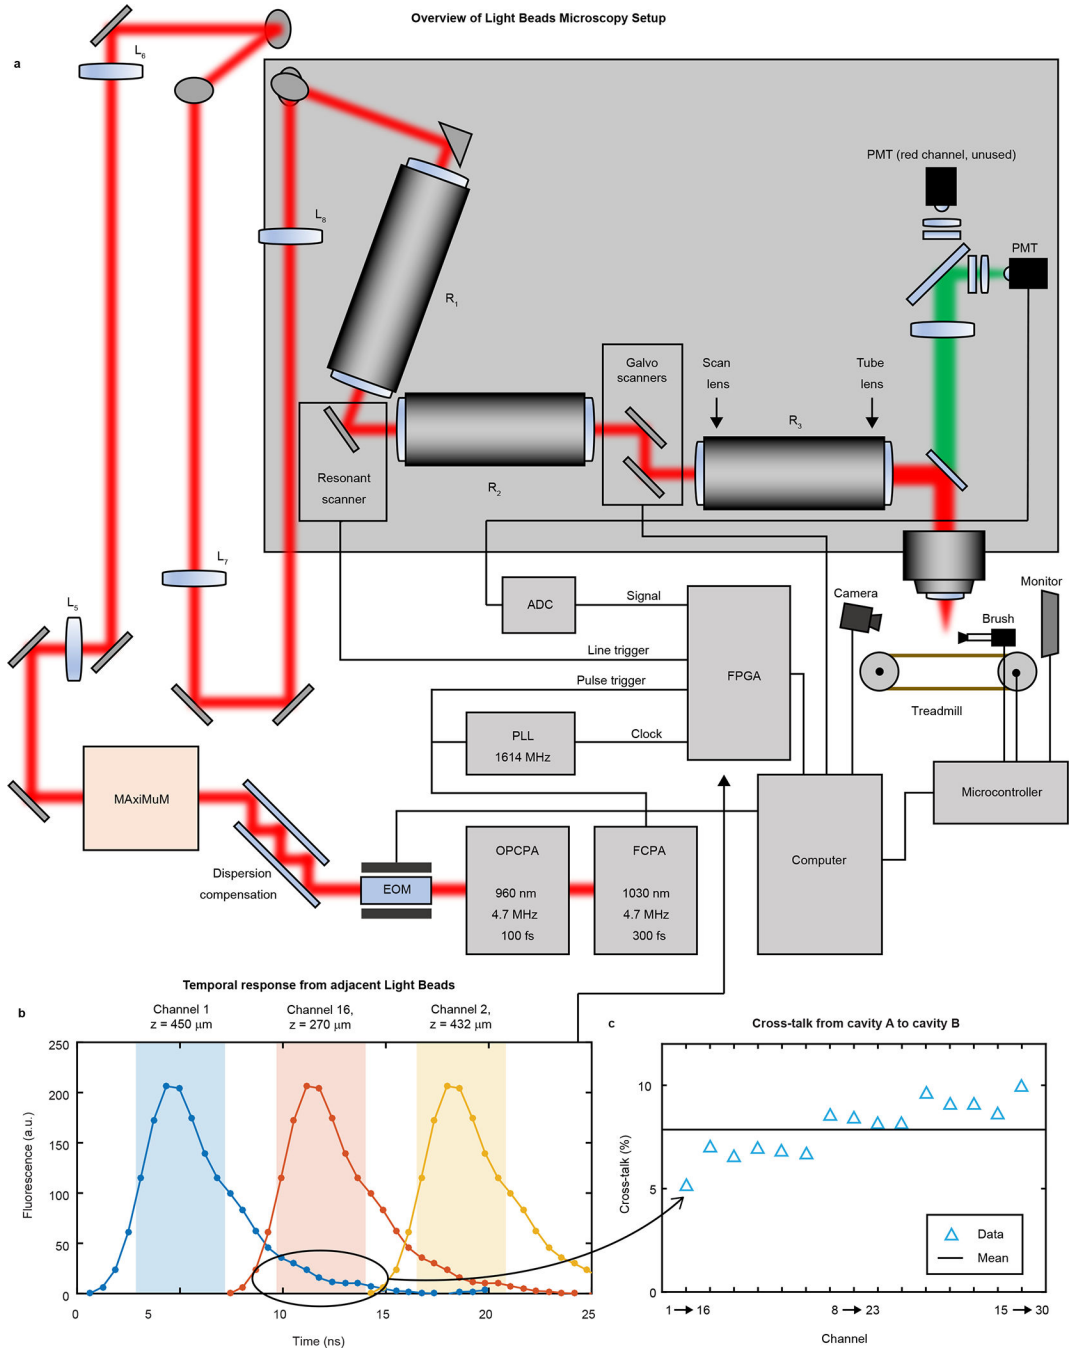 Overview of Light Beads Microscopy Setup
a
L6
L8
PMT (red channel, unused)
PMT
R1
Galvo
scanners
Scan
lens
Tube
lens
R3
Resonant
scanner
R2
L7
L5
ADC
Signal
Camera
Monitor
Brush
Line trigger
FPGA
Pulse trigger
Treadmill
PLL
1614 MHz
Clock
MAxiMuM
Microcontroller
Dispersion
compensation
EOM
OPCPA
960 nm
4.7 MHz
100 fs
FCPA
1030 nm
4.7 MHz
300 fs
Computer
Temporal response from adjacent Light Beads
b
Channel 1
z = 450 μm
Channel 16,
z = 270 μm
Channel 2,
z = 432 μm
250
200
150
100
50
0
Fluorescence (a.u.)
0 5 10 15 20 25
Time (ns)
c
Cross-talk from cavity A to cavity B
10
5
0
Cross-talk (%)
Data
Mean
1 → 16 8 → 23 15 → 30
Channel